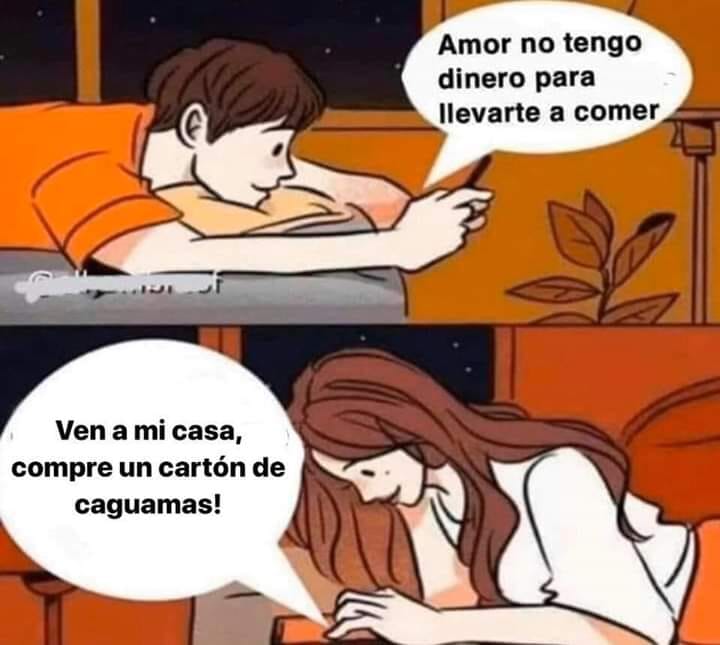 Amor no tengo
dinero para
llevarte a comer
Ven a mi casa,
compre un cartón de
caguamas!